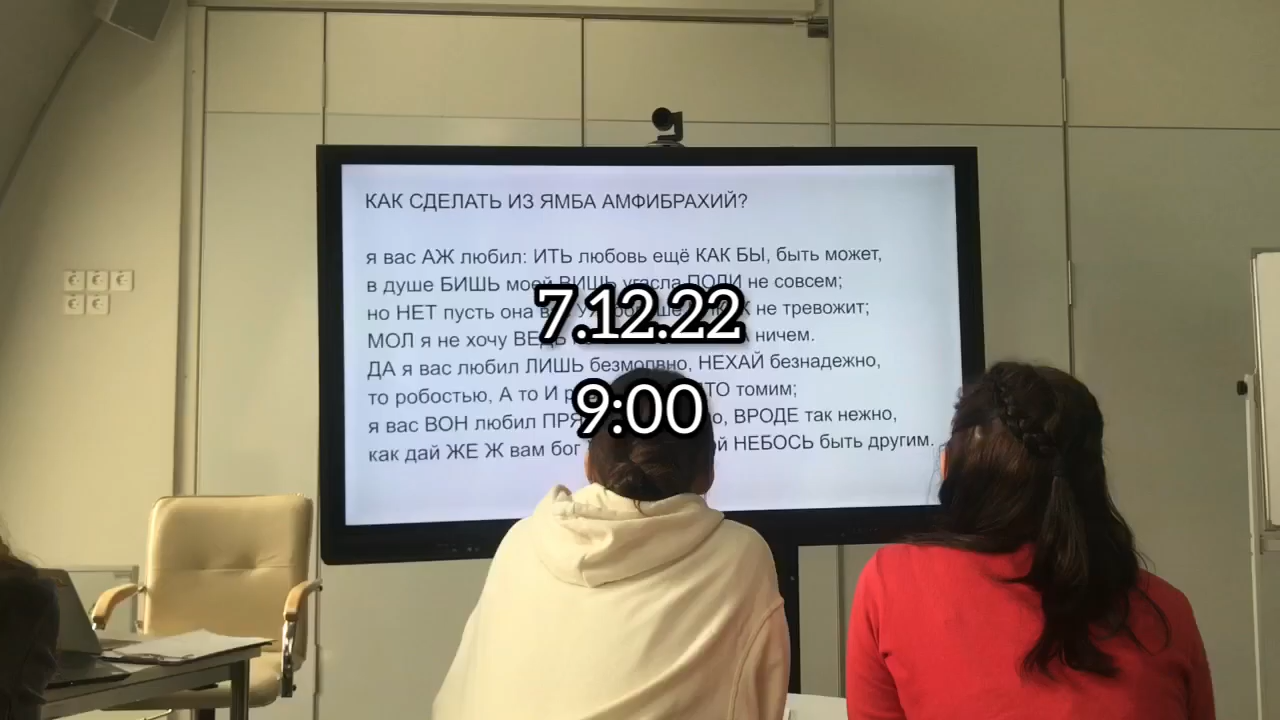 КАК СДЕЛАТЬ ИЗ ЯМБА АМФИБРАХИЙ?
я вас АЖ любил: ИТЬ любовь ещё КАК БЫ, быть может,
в душе БИШЬ моей ВИШЬ угасла ПОДИ не совсем;
но НЕТ пусть она не тревожит;
МОЛ я не хочу ВЕДЬ ничем.
ДА я вас любил ЛИШЬ безмолвно, НЕХАЙ безнадежно,
то робостью, А то И томим;
я вас ВОН любил ВРОДЕ так нежно,
как дай ЖЕ Ж вам бог НЕБОСЬ быть другим.
7.12.22
9:00